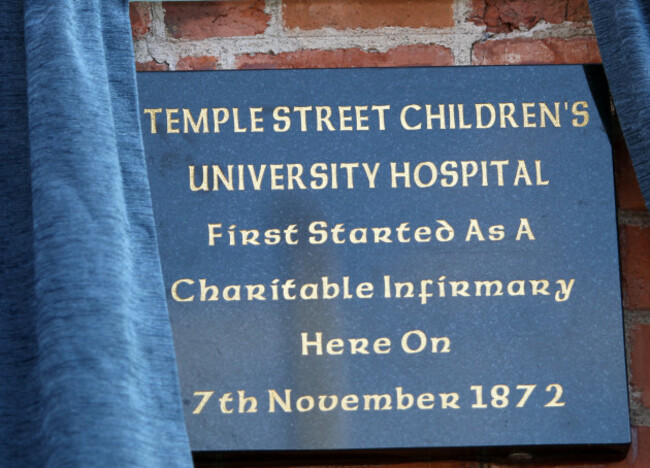 TEMPLE STREET CHILDREN'S
UNIVERSITY HOSPITAL
First Started As A
Charitable Infirmary
Here On
7th November 1872